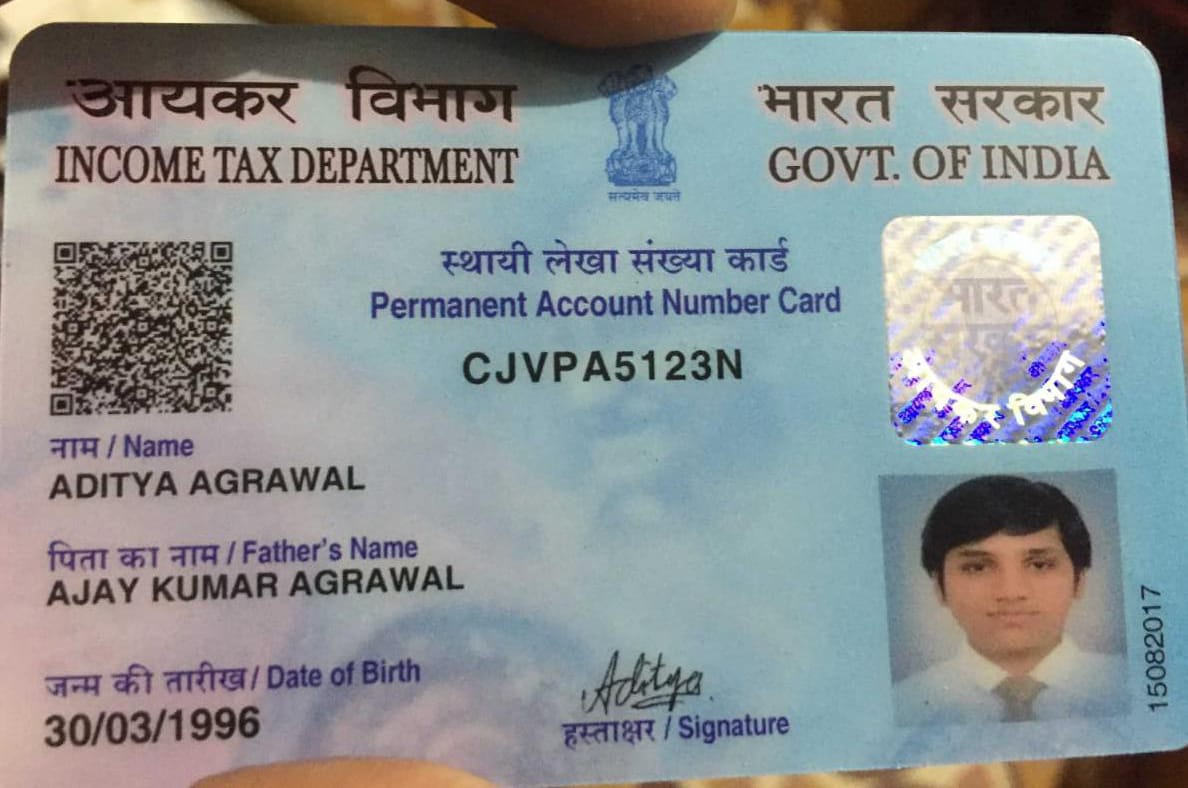 आयकर विभाग
INCOME TAX DEPARTMENT
सत्यमेव जयते
भारत सरकार
GOVT. OF INDIA
स्थायी लेखा संख्या कार्ड
Permanent Account Number Card
CJVPA5123N
भारत
आयकर विभाग
नाम / Name
ADITYA AGRAWAL
पिता का नाम / Father's Name
AJAY KUMAR AGRAWAL
जन्म की तारीख / Date of Birth
30/03/1996
Aditya
हस्ताक्षर / Signature
15082017